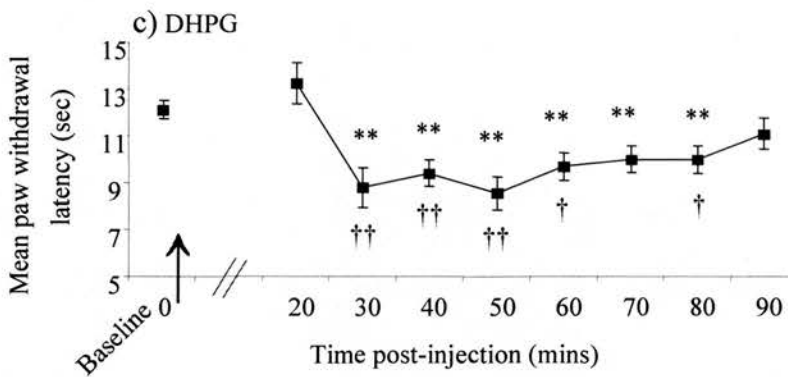 c) DHPG
Mean paw withdrawal
latency (sec)
15
13
11
9
7
5
** ** ** ** ** **
†† †† †† † †
Baseline 0 // 20 30 40 50 60 70 80 90
Time post-injection (mins)